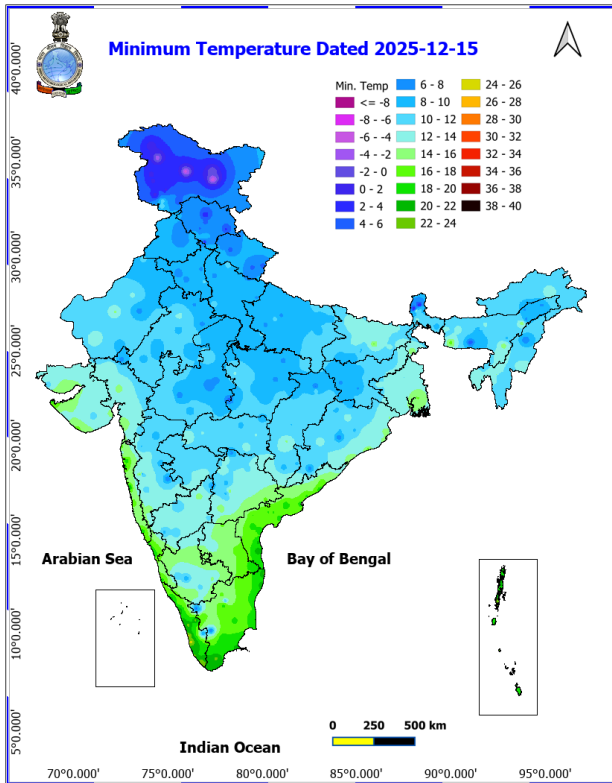 Minimum Temperature Dated 2025-12-15
Min. Temp
<= -8
-8 - -6
-6 - -4
-4 - -2
-2 - 0
0 - 2
2 - 4
4 - 6
6 - 8
8 - 10
10 - 12
12 - 14
14 - 16
16 - 18
18 - 20
20 - 22
22 - 24
24 - 26
26 - 28
28 - 30
30 - 32
32 - 34
34 - 36
36 - 38
38 - 40
40°0.000'
35°0.000'
30°0.000'
25°0.000'
20°0.000'
15°0.000'
10°0.000'
5°0.000'
Arabian Sea
Bay of Bengal
0 250 500 km
Indian Ocean
70°0.000' 75°0.000' 80°0.000' 85°0.000' 90°0.000' 95°0.000'